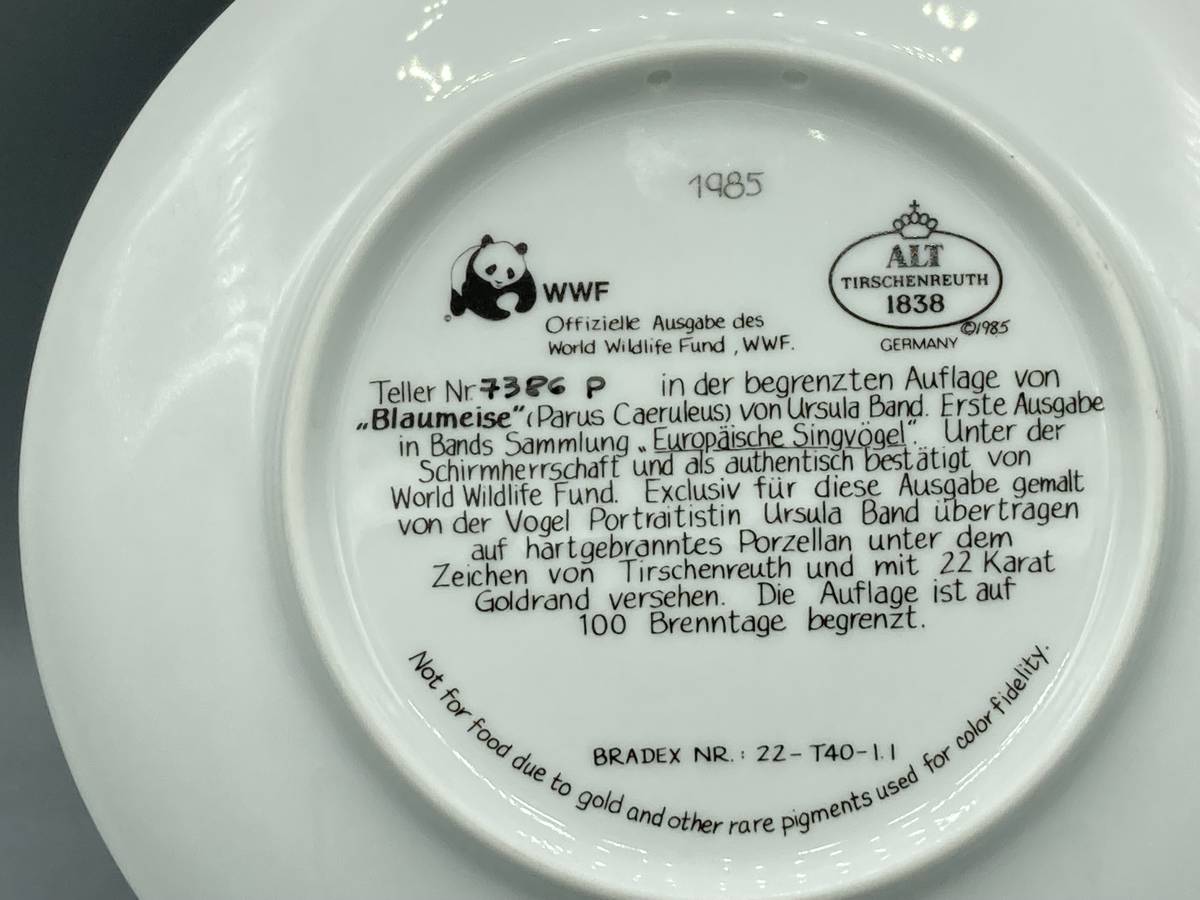 1985
WWF
©
Offizielle Ausgabe des
World Wildlife Fund, WWF.
ALT
TIRSCHENREUTH
1838
©1985
GERMANY
Teller Nr. 7386 P in der begrenzten Auflage von
„Blaumeise“ (Parus Caeruleus) von Ursula Band. Erste Ausgabe
in Bands Sammlung „Europäische Singvögel“. Unter der
Schirmherrschaft und als authentisch bestätigt von
World Wildlife Fund. Exclusiv für diese Ausgabe gemalt
von der Vogel Portraitistin Ursula Band übertragen
auf hartgebranntes Porzellan unter dem
Zeichen von Tirschenreuth und mit 22 Karat
Goldrand versehen. Die Auflage ist auf
100 Brenntage begrenzt.
BRADEX NR.: 22-T40-1.1
Not for food due to gold and other rare pigments used for color fidelity.